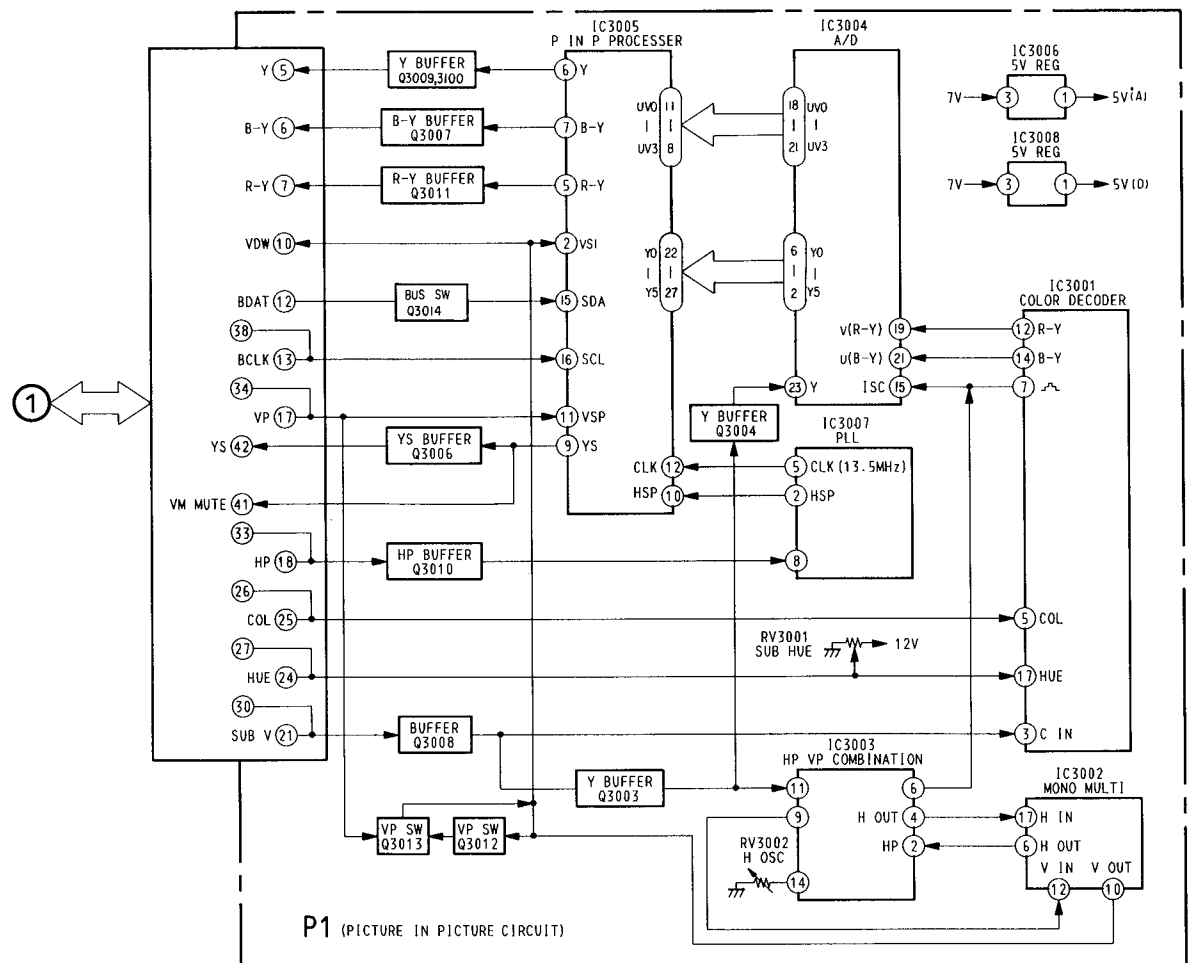 IC3005
P IN P PROCESSER
IC3004
A/D
IC3006
5V REG
7V 3 1 5V(A)
IC3008
5V REG
7V 3 1 5V(D)
Y 5
Y BUFFER
Q3009,3100
6 Y
B-Y 6
B-Y BUFFER
Q3007
7 B-Y
R-Y 7
R-Y BUFFER
Q3011
5 R-Y
UV0 11
UV3 8
18 UV0
21 UV3
VDW 10
2 VSI
Y0 22
Y5 27
6 Y0
2 Y5
BDAT 12
BUS SW
Q3014
15 SDA
38
BCLK 13
16 SCL
34
VP 17
11 VSP
YS 42
YS BUFFER
Q3006
9 YS
VM MUTE 41
CLK 12
HSP 10
IC3001
COLOR DECODER
V(R-Y) 19
12 R-Y
U(B-Y) 21
14 B-Y
23 Y
ISC 15
7
Y BUFFER
Q3004
IC3007
PLL
5 CLK(13.5MHz)
2 HSP
8
1
33
HP 18
HP BUFFER
Q3010
26
COL 25
5 COL
27
HUE 24
RV3001
SUB HUE
12V
17 HUE
30
SUB V 21
BUFFER
Q3008
3 C IN
Y BUFFER
Q3003
IC3003
HP VP COMBINATION
11
6
9
H OUT 4
HP 2
14
IC3002
MONO MULTI
17 H IN
6 H OUT
V IN V OUT
12 10
VP SW
Q3013
VP SW
Q3012
RV3002
H OSC
P1 (PICTURE IN PICTURE CIRCUIT)